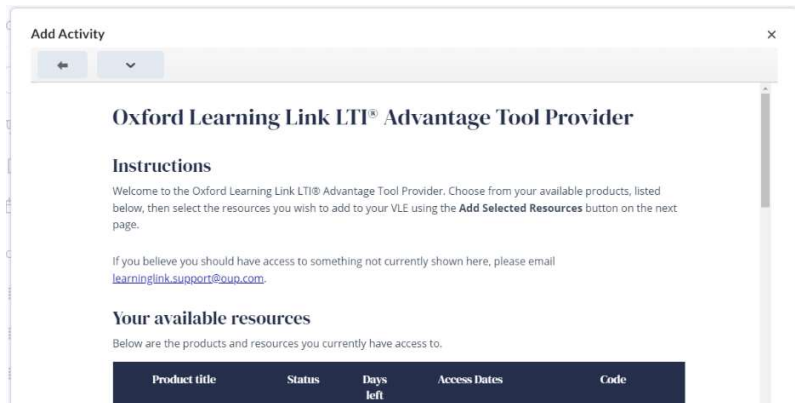 Add Activity
Oxford Learning Link LTI® Advantage Tool Provider
Instructions
Welcome to the Oxford Learning Link LTI® Advantage Tool Provider. Choose from your available products, listed
below, then select the resources you wish to add to your VLE using the Add Selected Resources button on the next
page.
If you believe you should have access to something not currently shown here, please email
learninglink.support@oup.com.
Your available resources
Below are the products and resources you currently have access to.
Product title Status Days left Access Dates Code